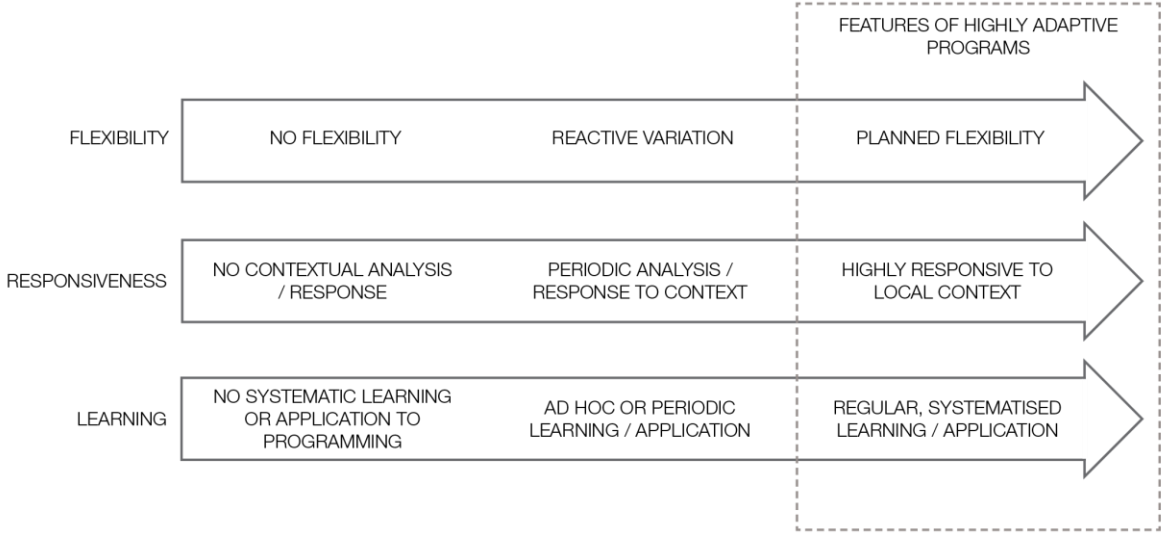 FEATURES OF HIGHLY ADAPTIVE
PROGRAMS
FLEXIBILITY
NO FLEXIBILITY
REACTIVE VARIATION
PLANNED FLEXIBILITY
RESPONSIVENESS
NO CONTEXTUAL ANALYSIS
/ RESPONSE
PERIODIC ANALYSIS /
RESPONSE TO CONTEXT
HIGHLY RESPONSIVE TO
LOCAL CONTEXT
LEARNING
NO SYSTEMATIC LEARNING
OR APPLICATION TO
PROGRAMMING
AD HOC OR PERIODIC
LEARNING / APPLICATION
REGULAR, SYSTEMATISED
LEARNING / APPLICATION